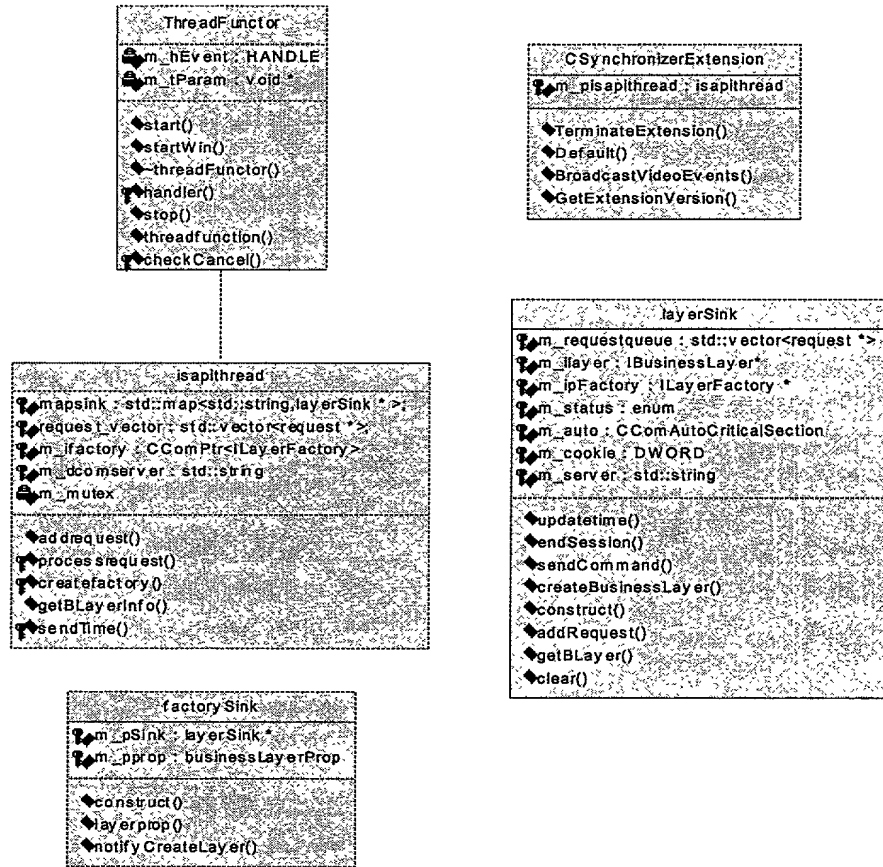 ThreadFunctor
m_hEvent : HANDLE
m_tParam : void *
start()
startWin()
~threadFunctor()
handler()
stop()
threadfunction()
checkCancel()
CSynchronizerExtension
m_pisapithread : isapithread
TerminateExtension()
Default()
BroadcastVideoEvents()
GetExtensionVersion()
isapithread
mapsink : std::map<std::string,layerSink * >;
request_vector : std::vector<request *>;
m_ifactory : CComPtr<ILayerFactory>
m_dcomserver : std::string
m_mutex
addrequest()
processrequest()
createfactory()
getBLayerInfo()
sendTime()
layerSink
m_requestqueue : std::vector<request *>
m_ilayer : IBusinessLayer*
m_ipFactory : ILayerFactory *
m_status : enum
m_auto : CComAutoCriticalSection
m_cookie : DWORD
m_server : std::string
updatetime()
endSession()
sendCommand()
createBusinessLayer()
construct()
addRequest()
getBLayer()
clear()
factorySink
m_pSink : layerSink *
m_pprop : businessLayerProp
construct()
layerprop()
notifyCreateLayer()